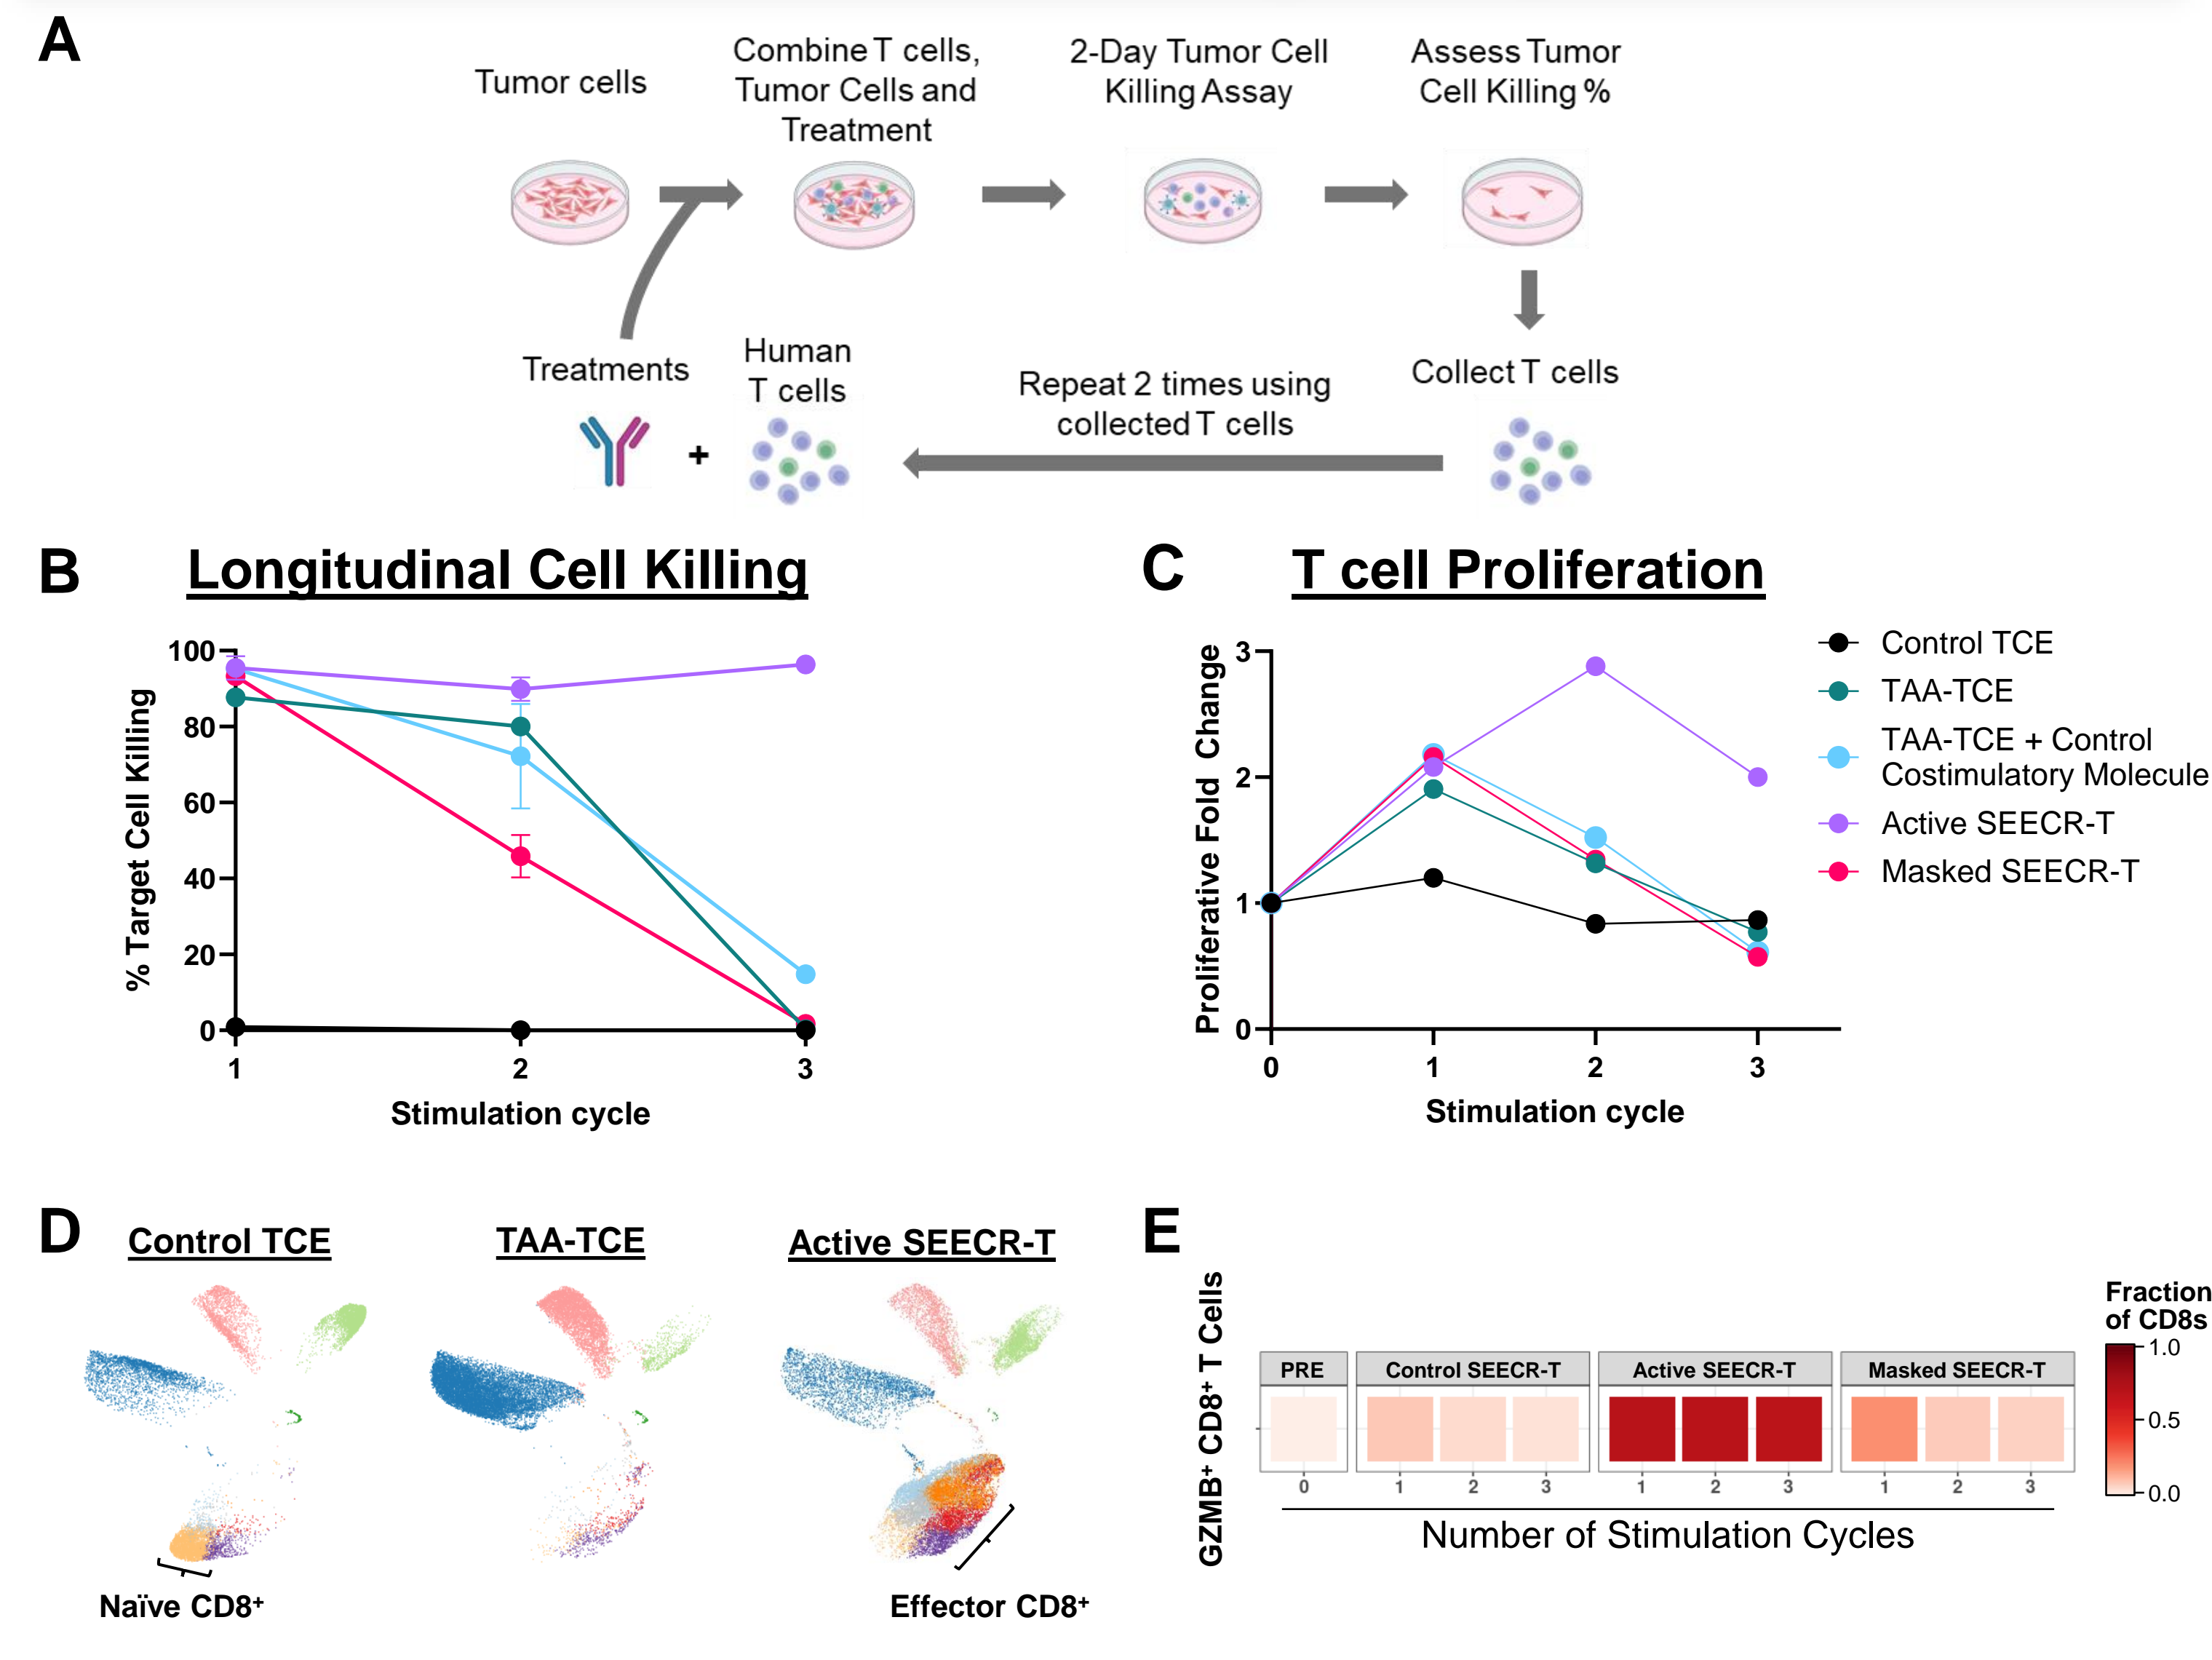 A
Tumor cells
Combine T cells,
Tumor Cells and
Treatment
2-Day Tumor Cell
Killing Assay
Assess Tumor
Cell Killing %
Treatments
+
Human
T cells
Repeat 2 times using
collected T cells
Collect T cells
B
Longitudinal Cell Killing
% Target Cell Killing
100
80
60
40
20
0
1
2
3
Stimulation cycle
C
T cell Proliferation
Proliferative Fold Change
3
2
1
0
0
1
2
3
Stimulation cycle
Control TCE
TAA-TCE
TAA-TCE + Control
Costimulatory Molecule
Active SEECR-T
Masked SEECR-T
D
Control TCE
TAA-TCE
Active SEECR-T
Naïve CD8⁺
Effector CD8⁺
E
GZMB⁺ CD8⁺ T Cells
PRE
Control SEECR-T
Active SEECR-T
Masked SEECR-T
0
1
2
3
1
2
3
1
2
3
Number of Stimulation Cycles
Fraction
of CD8s
1.0
0.5
0.0